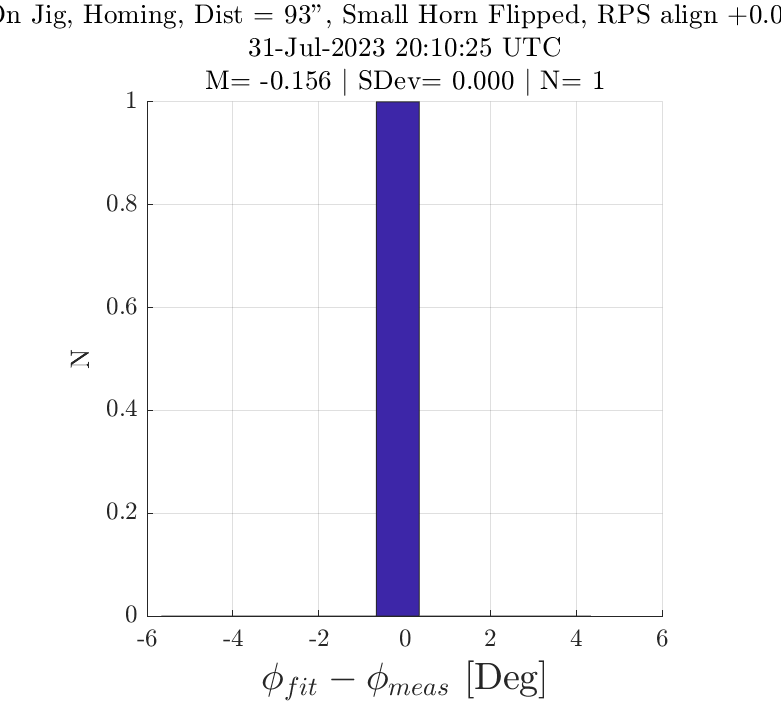 On Jig, Homing, Dist = 93”, Small Horn Flipped, RPS align +0.0
31-Jul-2023 20:10:25 UTC
M= -0.156 | SDev= 0.000 | N= 1
1
0.8
0.6
0.4
0.2
0
N
-6 -4 -2 0 2 4 6
ϕ_fit − ϕ_meas [Deg]